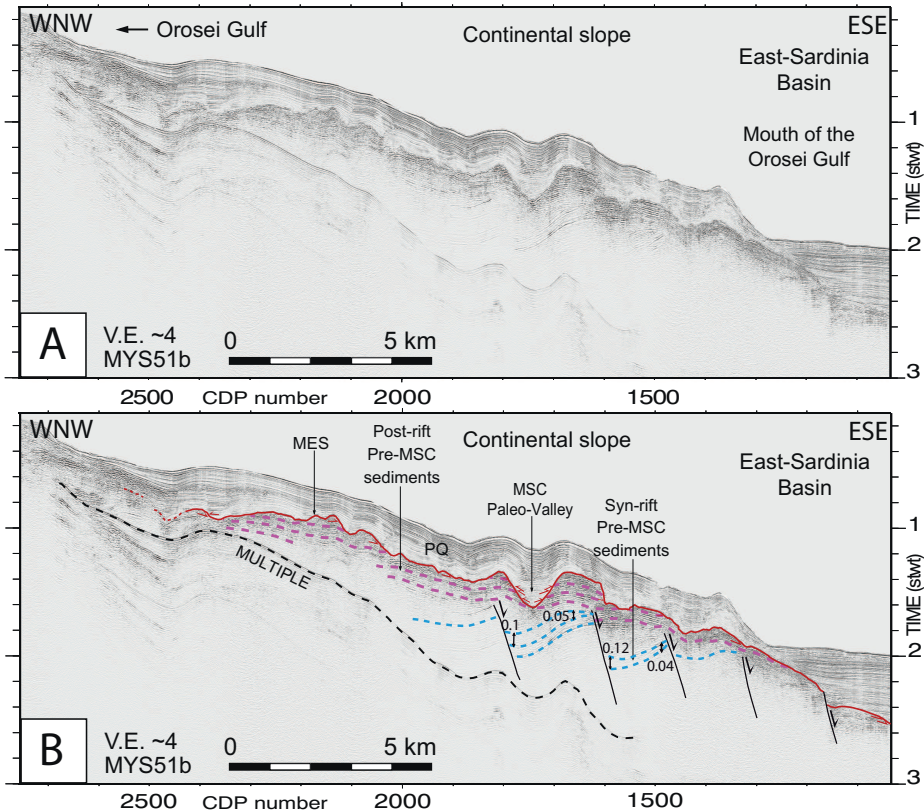 WNW
← Orosei Gulf
Continental slope
ESE
East-Sardinia
Basin
Mouth of the
Orosei Gulf
1
2
3
TIME (stwt)
A
V.E. ~4
MYS51b
0
5 km
2500
CDP number
2000
1500
WNW
MES
Post-rift
Pre-MSC
sediments
Continental slope
ESE
East-Sardinia
Basin
MSC
Paleo-Valley
Syn-rift
Pre-MSC
sediments
PQ
MULTIPLE
0.1
0.05
0.12
0.04
1
2
3
TIME (stwt)
B
V.E. ~4
MYS51b
0
5 km
2500
CDP number
2000
1500